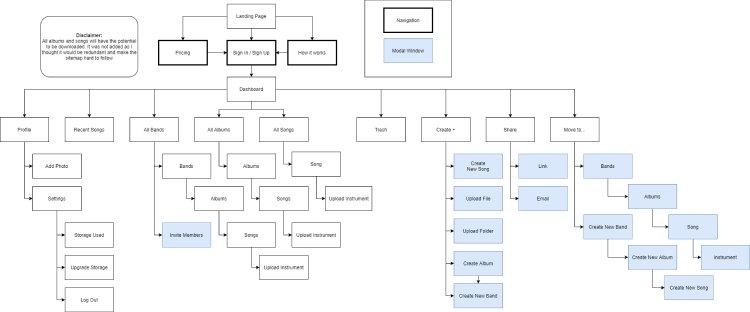 Landing Page
Disclaimer:
All albums and songs will have the potential
to be downloaded. It was not added as I
thought it would be redundant and make the
sitemap hard to follow
Navigation
Pricing
Sign in / Sign Up
How it works
Modal Window
Dashboard
Profile
Recent Songs
All Bands
All Albums
All Songs
Trash
Create +
Share
Move to...
Add Photo
Bands
Albums
Song
Create
New Song
Link
Bands
Settings
Albums
Songs
Upload Instrument
Upload File
Email
Albums
Storage Used
Invite Members
Songs
Upload Instrument
Upload Folder
Create New Band
Song
Upgrade Storage
Upload Instrument
Create Album
Create New Album
Instrument
Log Out
Create New Band
Create New Song